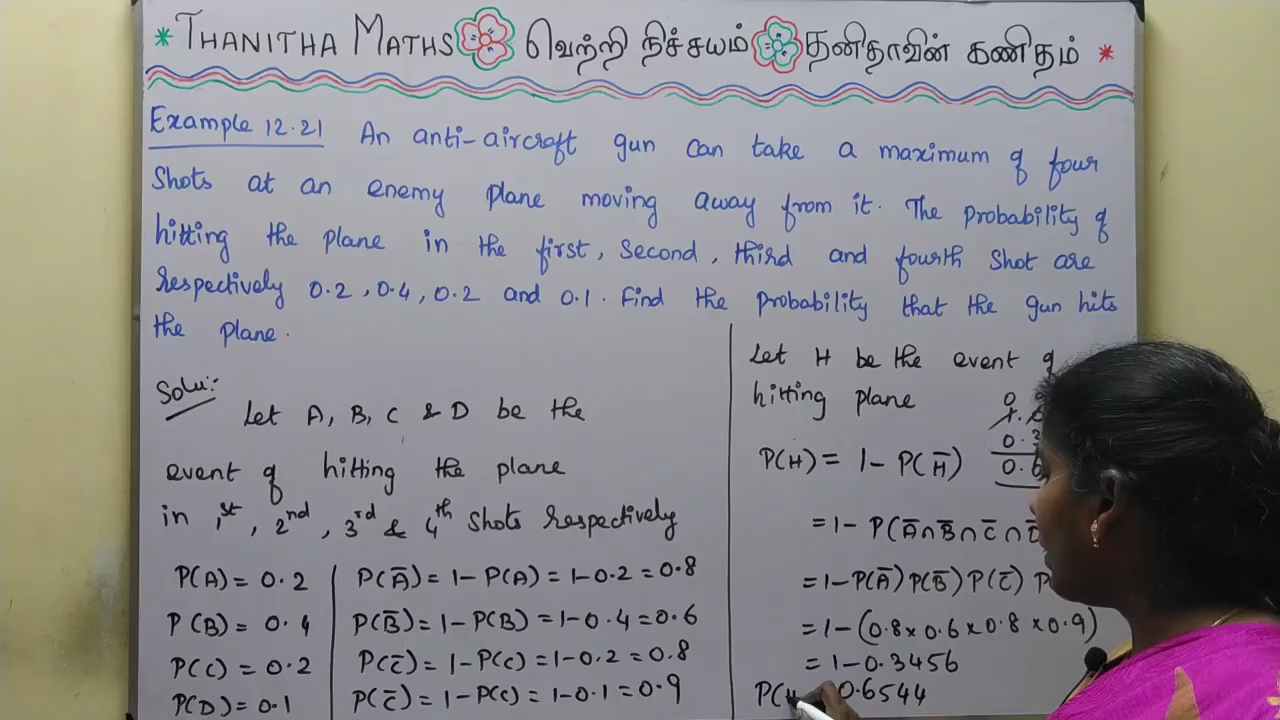 * THANITHA MATHS வெற்றி நிச்சயம் தனிதாவின் கணிதம் *
Example 12.21 An anti-aircraft gun can take a maximum of four
Shots at an enemy plane moving away from it. The Probability of
hitting the plane in the first, Second, third and fourth Shot are
respectively 0.2, 0.4, 0.2 and 0.1. Find the Probability that the gun hits
the plane.
Solu:-
Let A, B, C & D be the
event of hitting the plane
in 1st, 2nd, 3rd & 4th Shots Respectively
P(A) = 0.2
P(B) = 0.4
P(C) = 0.2
P(D) = 0.1
P(A̅) = 1-P(A) = 1-0.2 = 0.8
P(B̅) = 1-P(B) = 1-0.4 = 0.6
P(C̅) = 1-P(C) = 1-0.2 = 0.8
P(C̅) = 1-P(C) = 1-0.1 = 0.9
Let H be the event
hitting plane
P(H) = 1-P(H̅)
= 1- P(A̅∩B̅∩C̅∩
= 1-P(A̅) P(B̅) P(C̅)
= 1-(0.8×0.6×0.8×0.9)
= 1-0.3456
0.6544